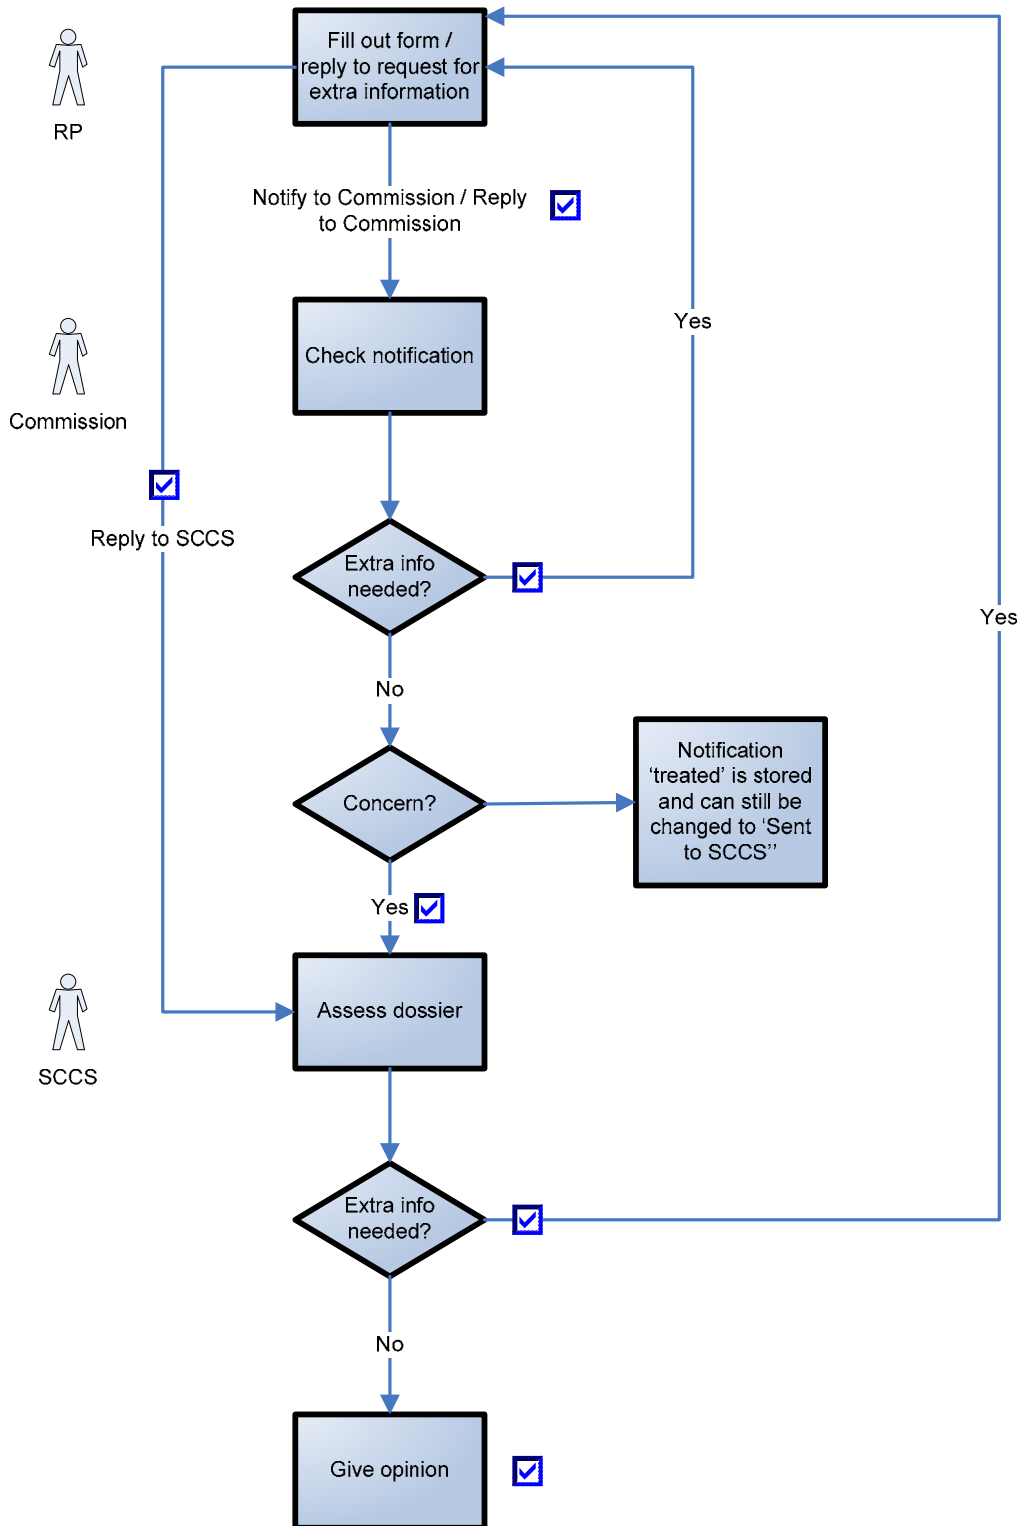 Fill out form /
reply to request for
extra information
RP
Notify to Commission / Reply
to Commission
Yes
Check notification
Commission
Reply to SCCS
Extra info
needed?
Yes
No
Notification
‘treated’ is stored
and can still be
changed to ‘Sent
to SCCS’’
Concern?
Yes
Assess dossier
SCCS
Extra info
needed?
No
Give opinion